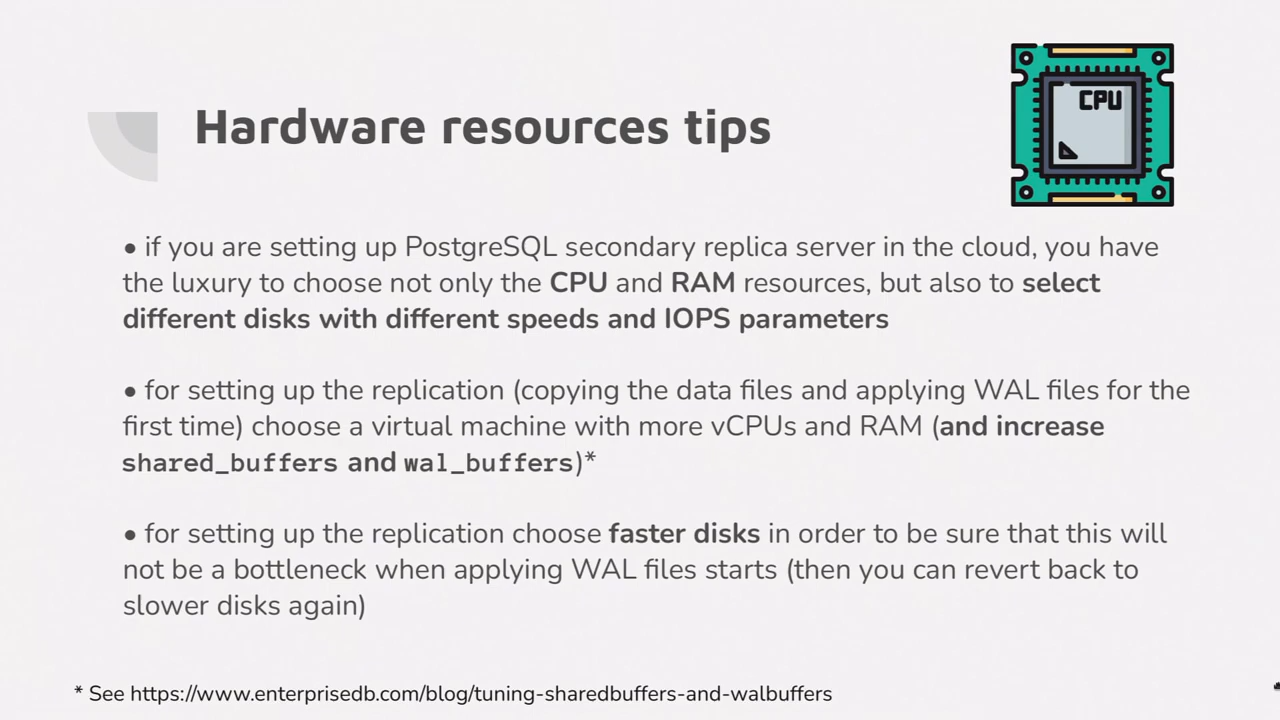 CPU
Hardware resources tips
• if you are setting up PostgreSQL secondary replica server in the cloud, you have
the luxury to choose not only the CPU and RAM resources, but also to select
different disks with different speeds and IOPS parameters
• for setting up the replication (copying the data files and applying WAL files for the
first time) choose a virtual machine with more vCPUs and RAM (and increase
shared_buffers and wal_buffers)*
• for setting up the replication choose faster disks in order to be sure that this will
not be a bottleneck when applying WAL files starts (then you can revert back to
slower disks again)
* See https://www.enterprisedb.com/blog/tuning-sharedbuffers-and-walbuffers